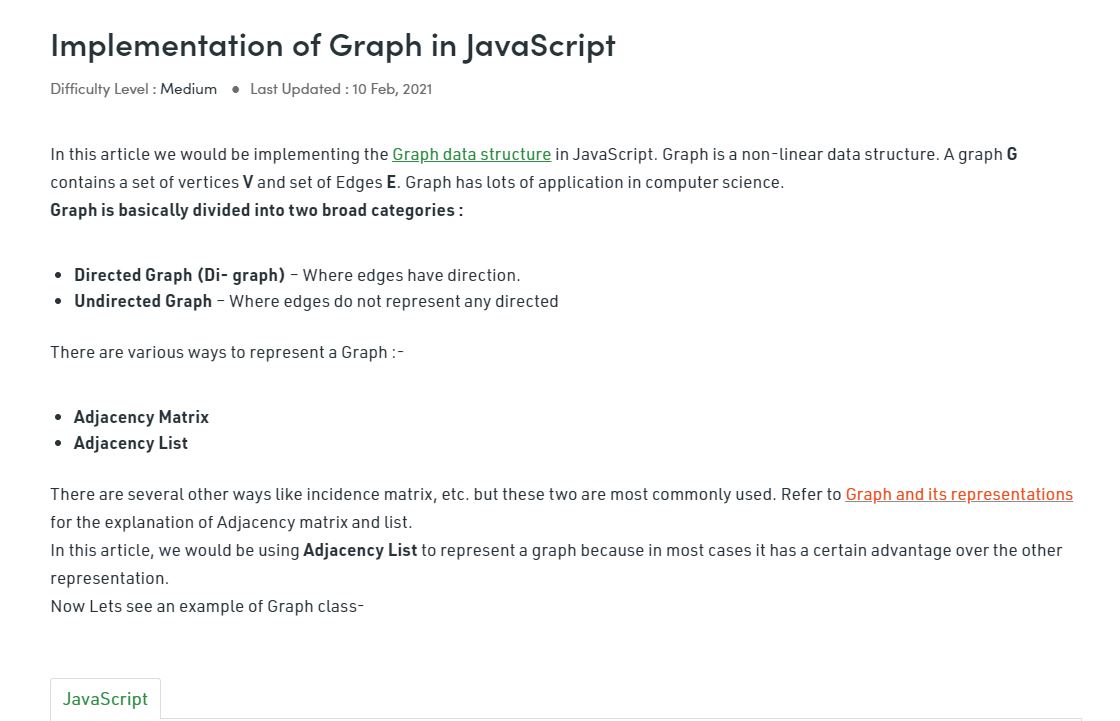 Implementation of Graph in JavaScript
Difficulty Level : Medium ● Last Updated : 10 Feb, 2021
In this article we would be implementing the Graph data structure in JavaScript. Graph is a non-linear data structure. A graph G
contains a set of vertices V and set of Edges E. Graph has lots of application in computer science.
Graph is basically divided into two broad categories :
• Directed Graph (Di- graph) – Where edges have direction.
• Undirected Graph – Where edges do not represent any directed
There are various ways to represent a Graph :-
• Adjacency Matrix
• Adjacency List
There are several other ways like incidence matrix, etc. but these two are most commonly used. Refer to Graph and its representations
for the explanation of Adjacency matrix and list.
In this article, we would be using Adjacency List to represent a graph because in most cases it has a certain advantage over the other
representation.
Now Lets see an example of Graph class-
JavaScript